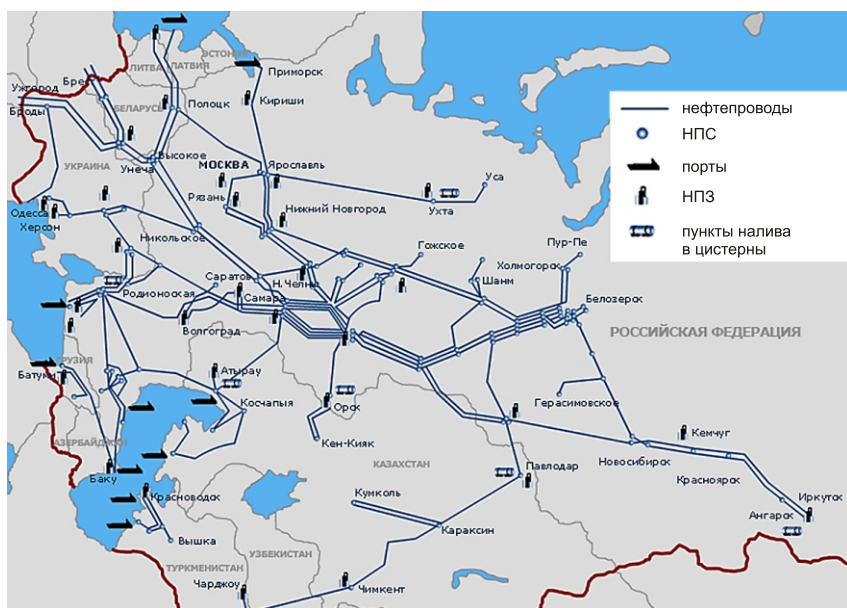 ЭСТОНИЯ
ЛИТВА
ЛАТВИЯ
Приморск
Ужгород
Брест
Броды
БЕЛАРУСЬ
Полоцк
Кириши
нефтепроводы
НПС
порты
НПЗ
пункты налива
в цистерны
УКРАИНА
Унеча
Высокое
МОСКВА
Ярославль
Рязань
Ухта
Уса
Одесса
Херсон
Никольское
Нижний Новгород
Гожское
Пур-Пе
Холмогорск
Шаим
Белозерск
Саратов
Н. Челны
Самара
Родионовская
Волгоград
РОССИЙСКАЯ ФЕДЕРАЦИЯ
ГРУЗИЯ
Батуми
Атырау
Косчапыя
Орск
Герасимовское
Кен-Кияк
АЗЕРБАЙДЖАН
Баку
КАЗАХСТАН
Павлодар
Новосибирск
Кемчуг
Красноярск
Иркутск
Ангарск
Красноводск
Кумколь
Караксин
Вышка
УЗБЕКИСТАН
ТУРКМЕНИСТАН
Чарджоу
Чимкент